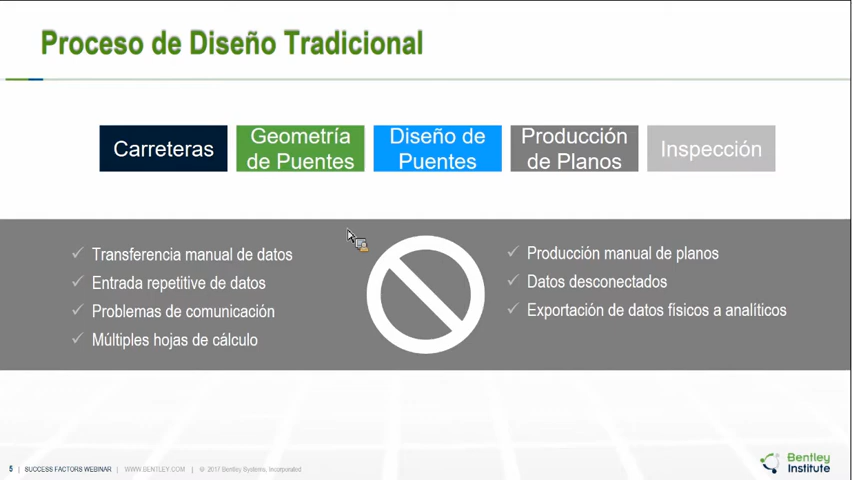 Proceso de Diseño Tradicional
Carreteras
Geometría
de Puentes
Diseño de
Puentes
Producción
de Planos
Inspección
Transferencia manual de datos
Entrada repetitive de datos
Problemas de comunicación
Múltiples hojas de cálculo
Producción manual de planos
Datos desconectados
Exportación de datos físicos a analíticos
5 | SUCCESS FACTORS WEBINAR | WWW.BENTLEY.COM | © 2017 Bentley Systems, Incorporated
Bentley
Institute